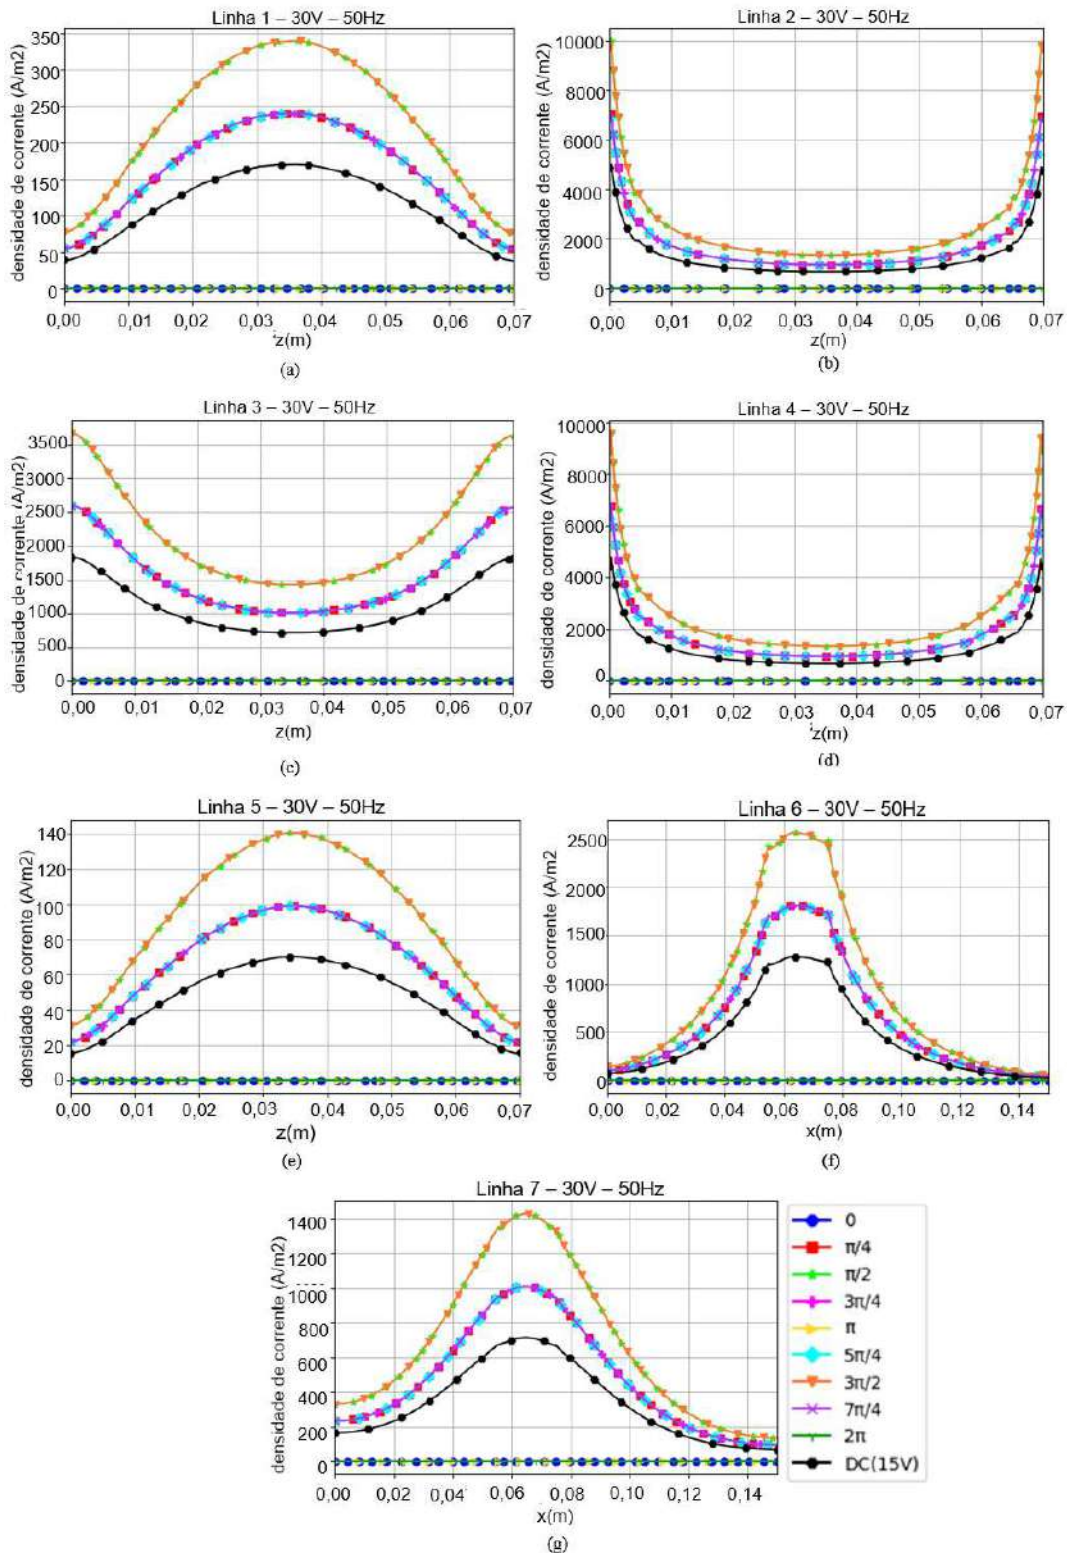 Linha 1 – 30V – 50Hz
densidade de corrente (A/m2)
350
300
250
200
150
100
50
0
0,00 0,01 0,02 0,03 0,04 0,05 0,06 0,07
z(m)
(a)
Linha 2 – 30V – 50Hz
densidade de corrente (A/m2)
10000
8000
6000
4000
2000
0
0,00 0,01 0,02 0,03 0,04 0,05 0,06 0,07
z(m)
(b)
Linha 3 – 30V – 50Hz
densidade de corrente (A/m2)
3500
3000
2500
2000
1500
1000
500
0
0,00 0,01 0,02 0,03 0,04 0,05 0,06 0,07
z(m)
(c)
Linha 4 – 30V – 50Hz
densidade de corrente (A/m2)
10000
8000
6000
4000
2000
0
0,00 0,01 0,02 0,03 0,04 0,05 0,06 0,07
z(m)
(d)
Linha 5 – 30V – 50Hz
densidade de corrente (A/m2
140
120
100
80
60
40
20
0
0,00 0,01 0,02 0,03 0,04 0,05 0,06 0,07
z(m)
(e)
Linha 6 – 30V – 50Hz
densidade de corrente (A/m2
2500
2000
1500
1000
500
0
0,00 0,02 0,04 0,06 0,08 0,10 0,12 0,14
x(m)
(f)
Linha 7 – 30V – 50Hz
densidade de corrente (A/m2)
1400
1200
1000
800
600
400
200
0
0,00 0,02 0,04 0,06 0,08 0,10 0,12 0,14
x(m)
(g)
0
π/4
π/2
3π/4
π
5π/4
3π/2
7π/4
2π
DC(15V)